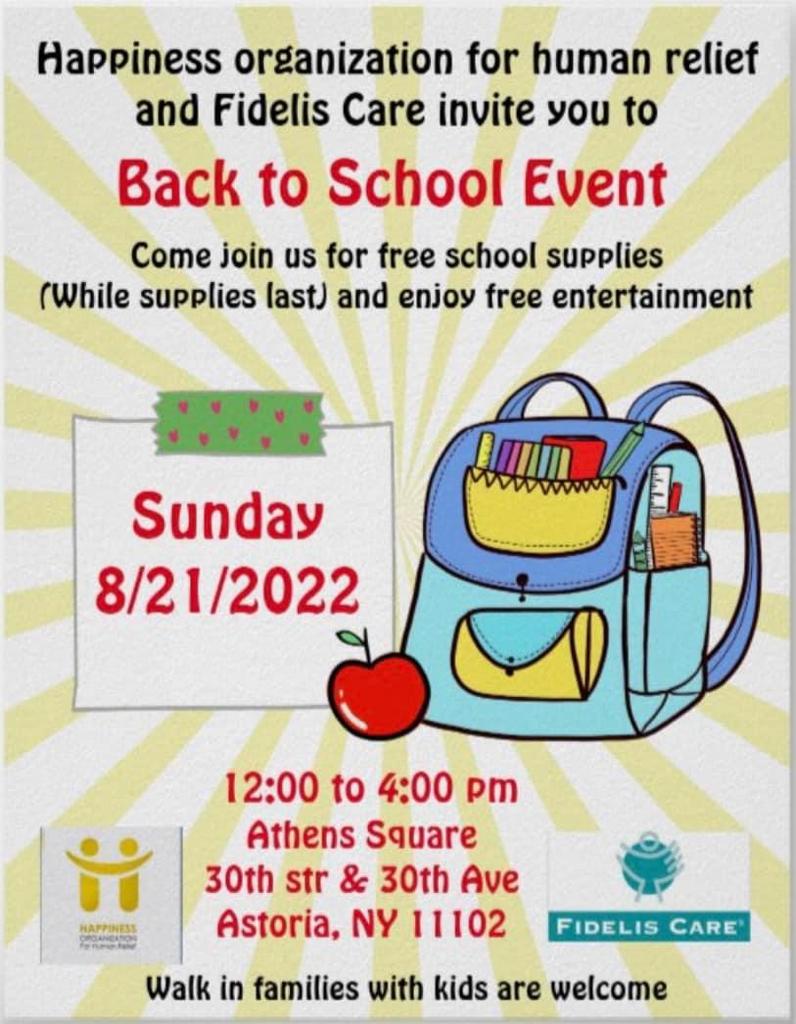 Happiness organization for human relief
and Fidelis Care invite you to
Back to School Event
Come join us for free school supplies
(While supplies last) and enjoy free entertainment
Sunday
8/21/2022
12:00 to 4:00 pm
Athens Square
30th str & 30th Ave
Astoria, NY 11102
HAPPINESS
ORGANIZATION
For Human Relief
FIDELIS CARE®
Walk in families with kids are welcome